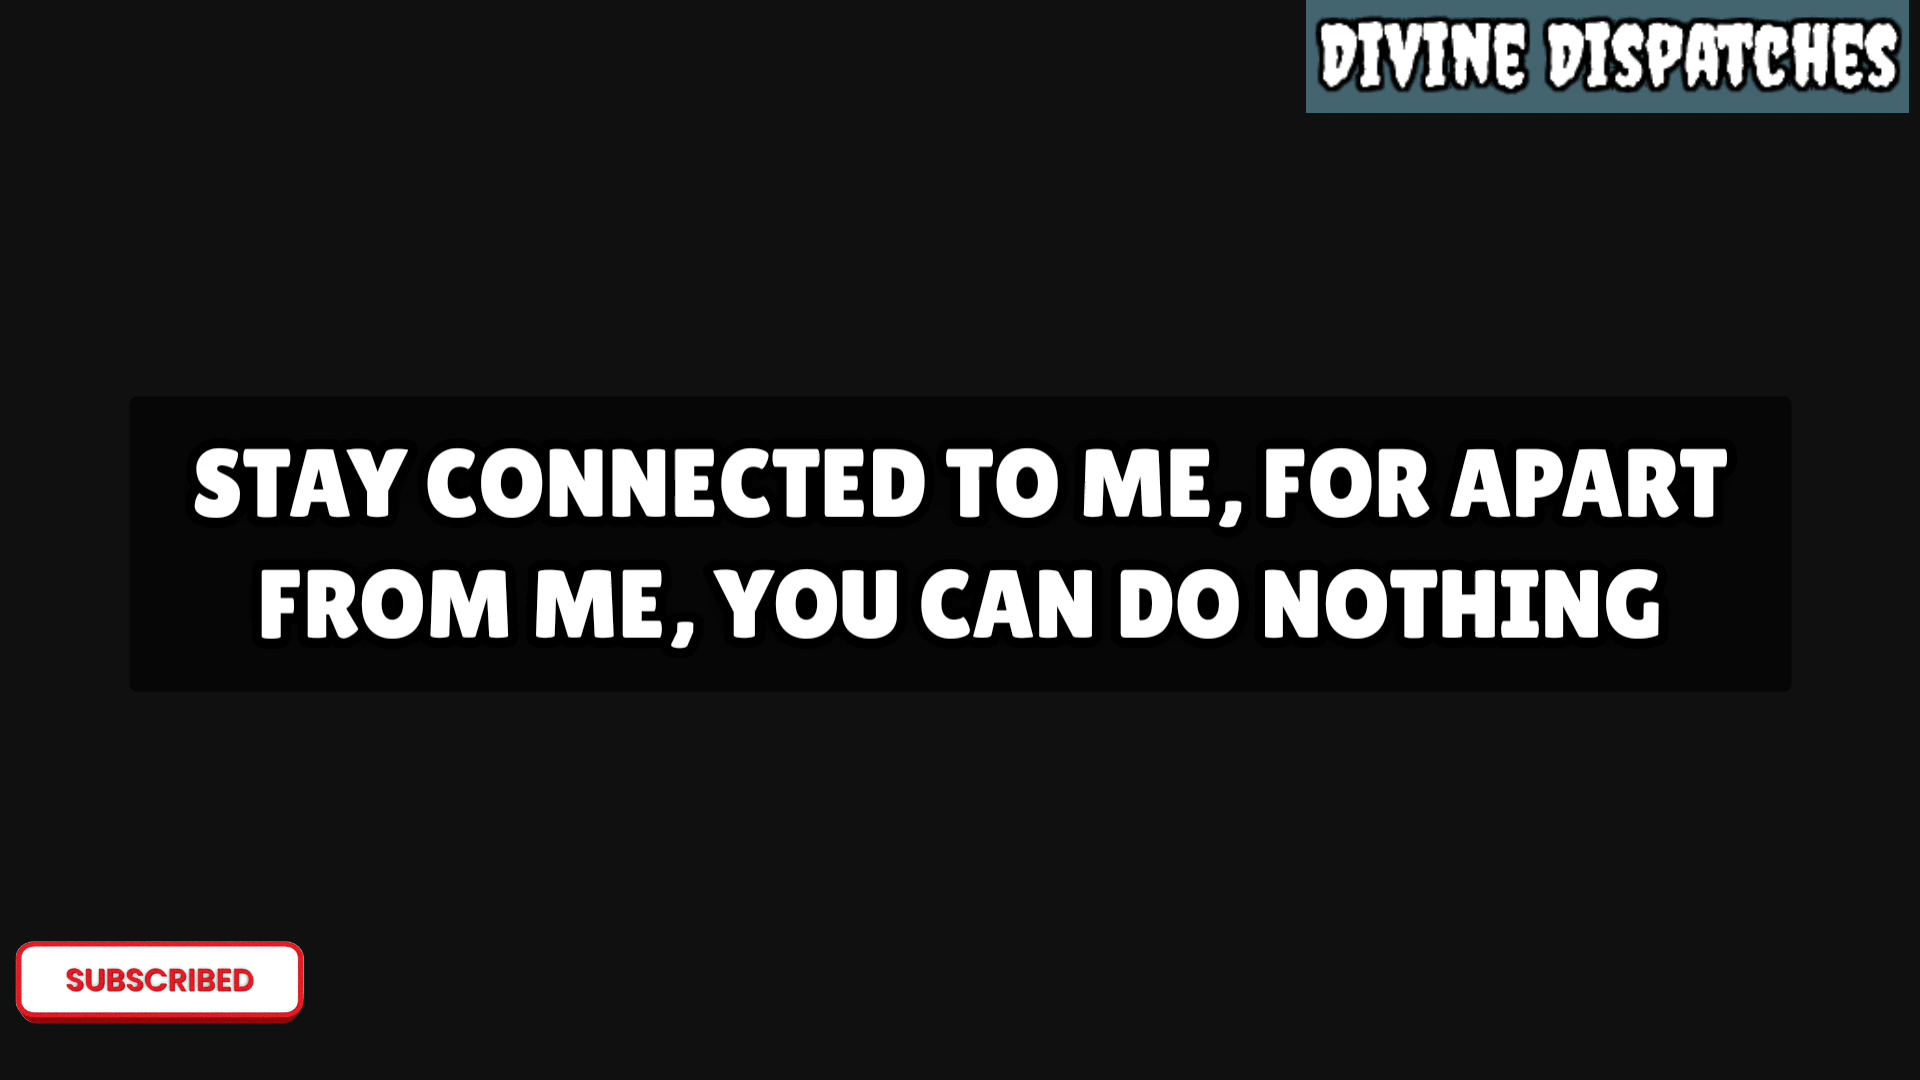 DIVINE DISPATCHES
STAY CONNECTED TO ME, FOR APART
FROM ME, YOU CAN DO NOTHING
SUBSCRIBED